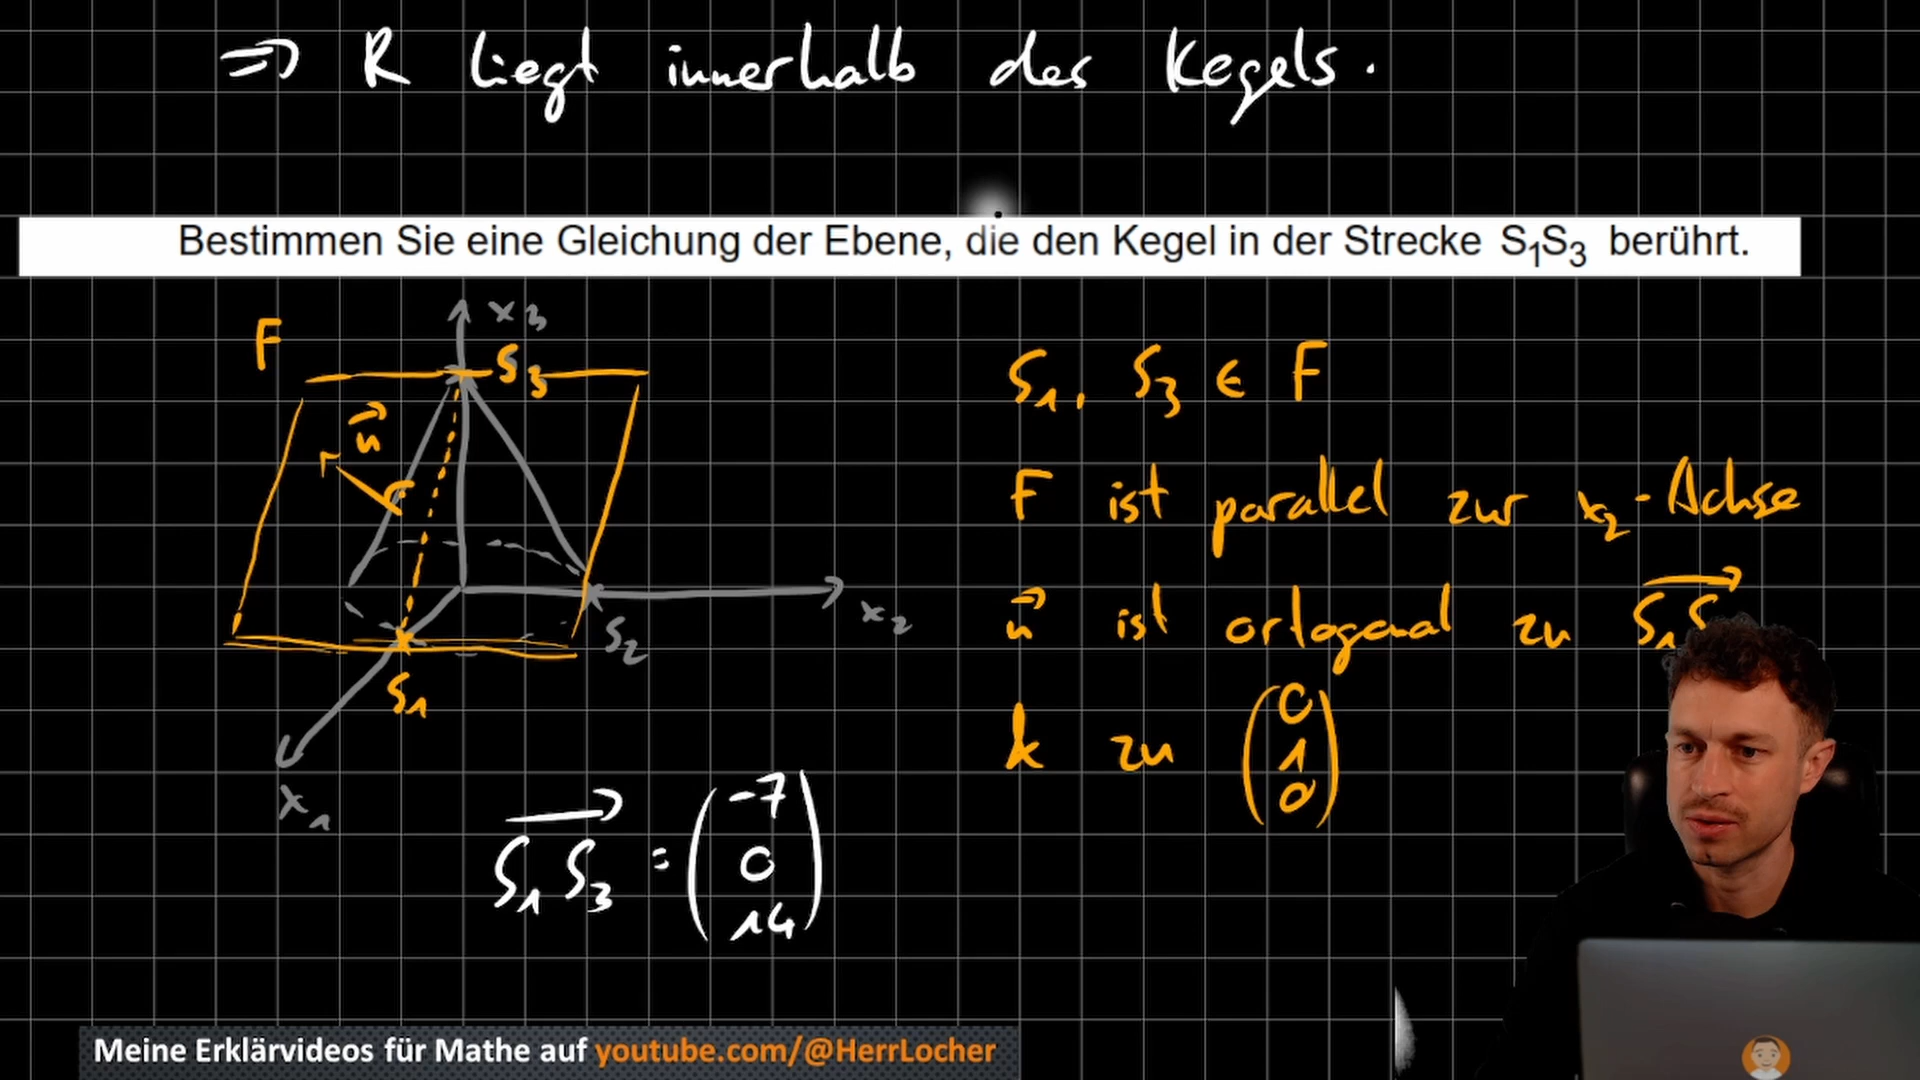 => R liegt innerhalb des Kegels.
Bestimmen Sie eine Gleichung der Ebene, die den Kegel in der Strecke S₁S₃ berührt.
F
x₃
S₃
n⃗
x₂
S₂
S₁
x₁
S₁, S₃ ∈ F
F ist parallel zur x₂-Achse
n⃗ ist ortogonal zu S₁S
k zu (0 1 0)
S₁S₃ = (-7 0 14)
Meine Erklärvideos für Mathe auf youtube.com/@HerrLocher